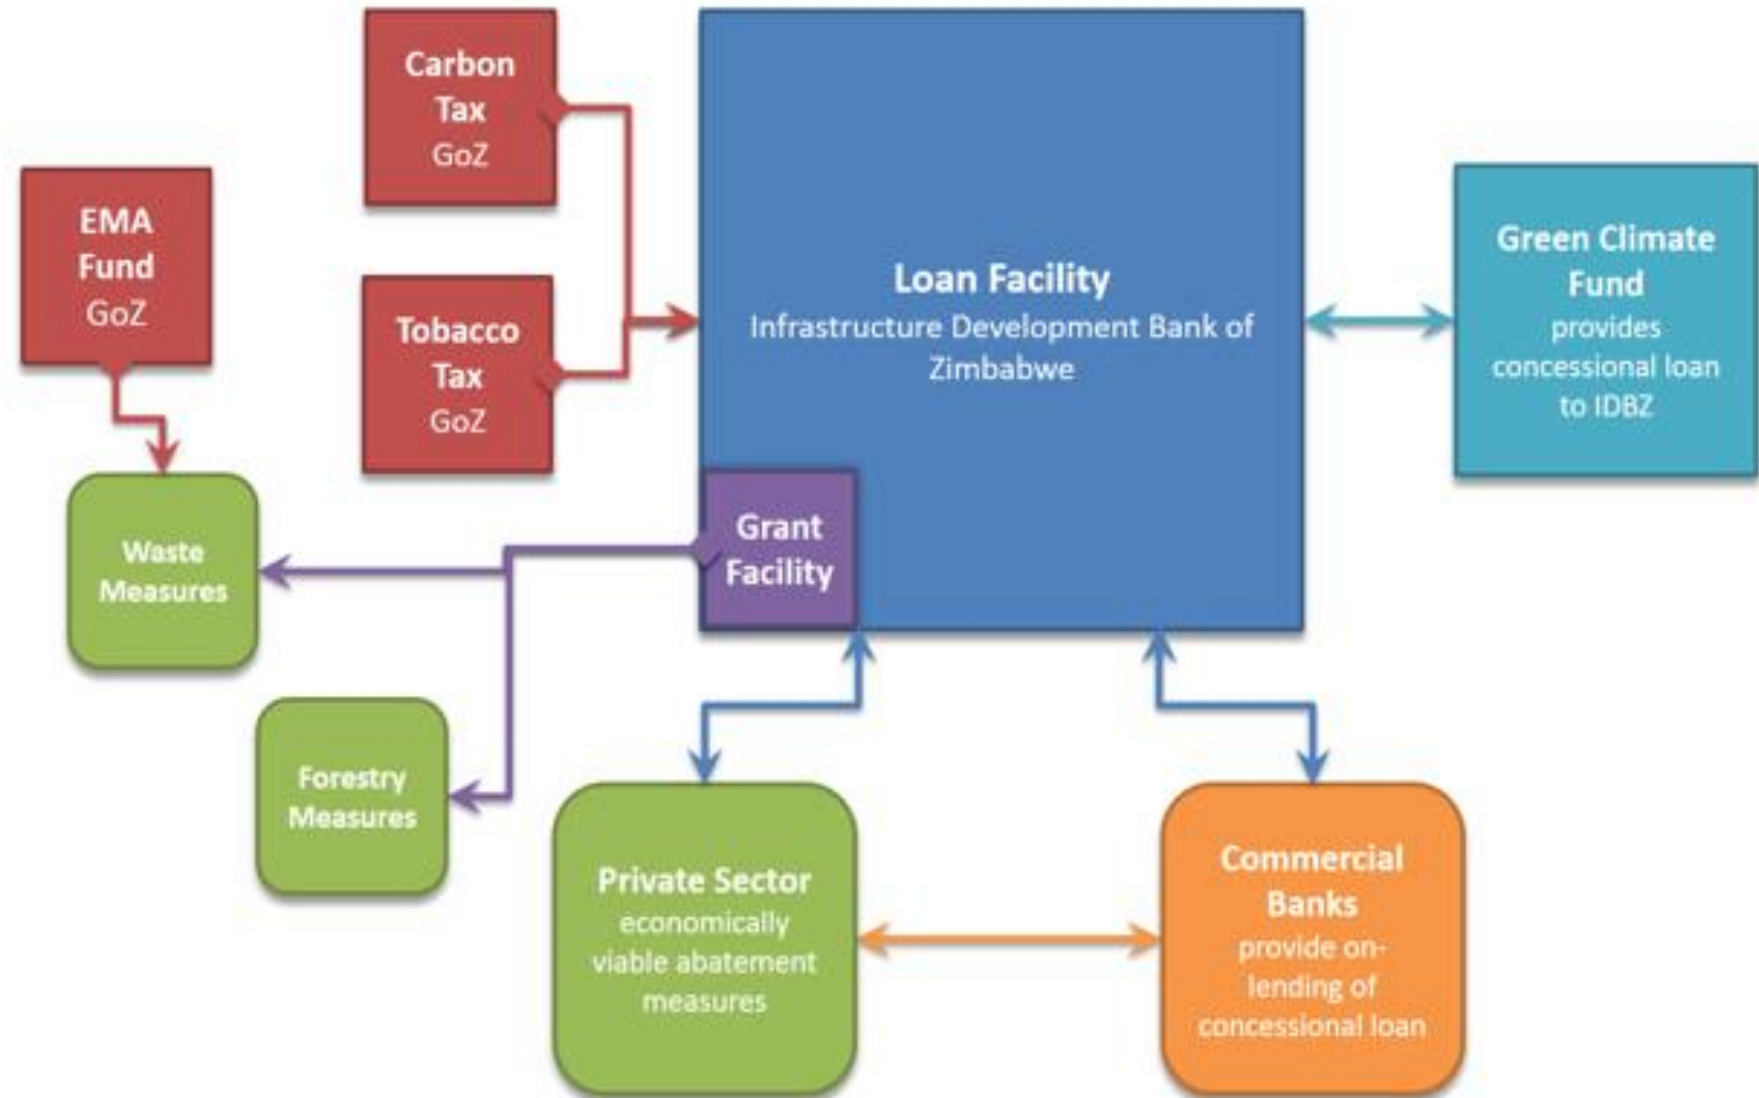 Carbon
Tax
GoZ
EMA
Fund
GoZ
Tobacco
Tax
GoZ
Loan Facility
Infrastructure Development Bank of
Zimbabwe
Green Climate
Fund
provides
concessional loan
to IDBZ
Grant
Facility
Waste
Measures
Forestry
Measures
Private Sector
economically
viable abatement
measures
Commercial
Banks
provide on-
lending of
concessional loan